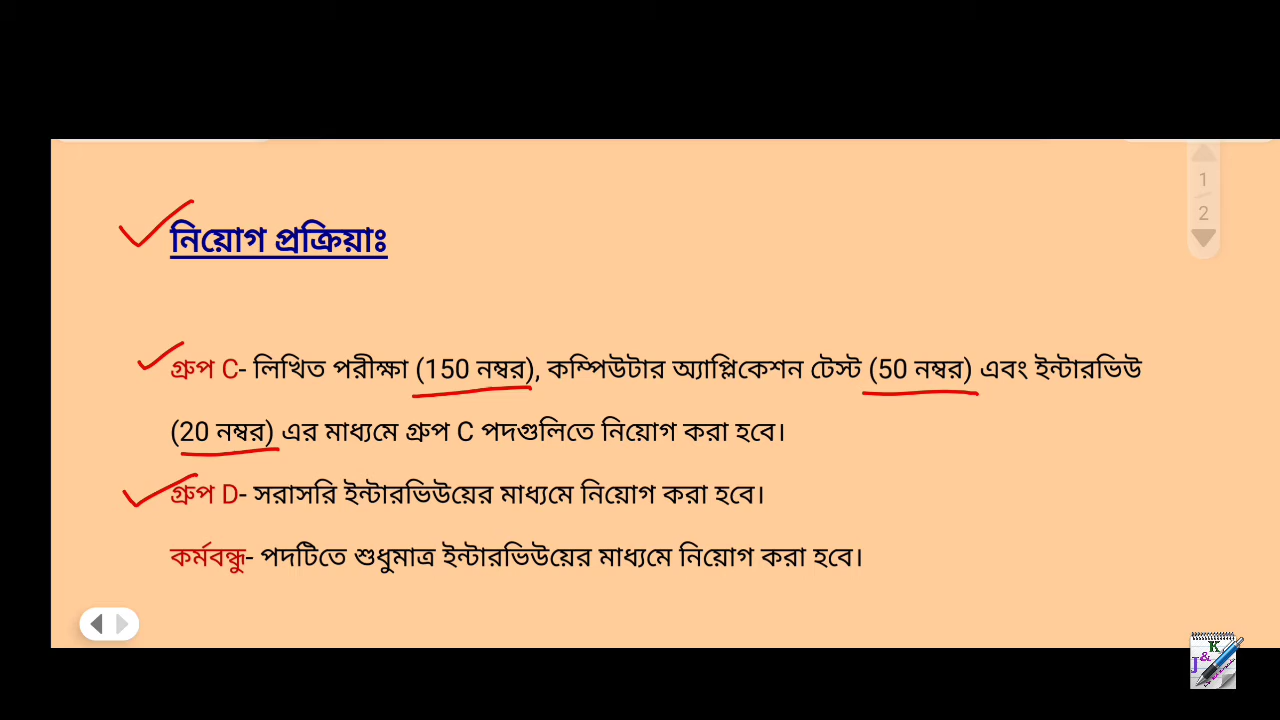 1
2
নিয়োগ প্রক্রিয়াঃ
গ্রুপ C- লিখিত পরীক্ষা (150 নম্বর), কম্পিউটার অ্যাপ্লিকেশন টেস্ট (50 নম্বর) এবং ইন্টারভিউ
(20 নম্বর) এর মাধ্যমে গ্রুপ C পদগুলিতে নিয়োগ করা হবে।
গ্রুপ D- সরাসরি ইন্টারভিউয়ের মাধ্যমে নিয়োগ করা হবে।
কর্মবন্ধু- পদটিতে শুধুমাত্র ইন্টারভিউয়ের মাধ্যমে নিয়োগ করা হবে।
J & K